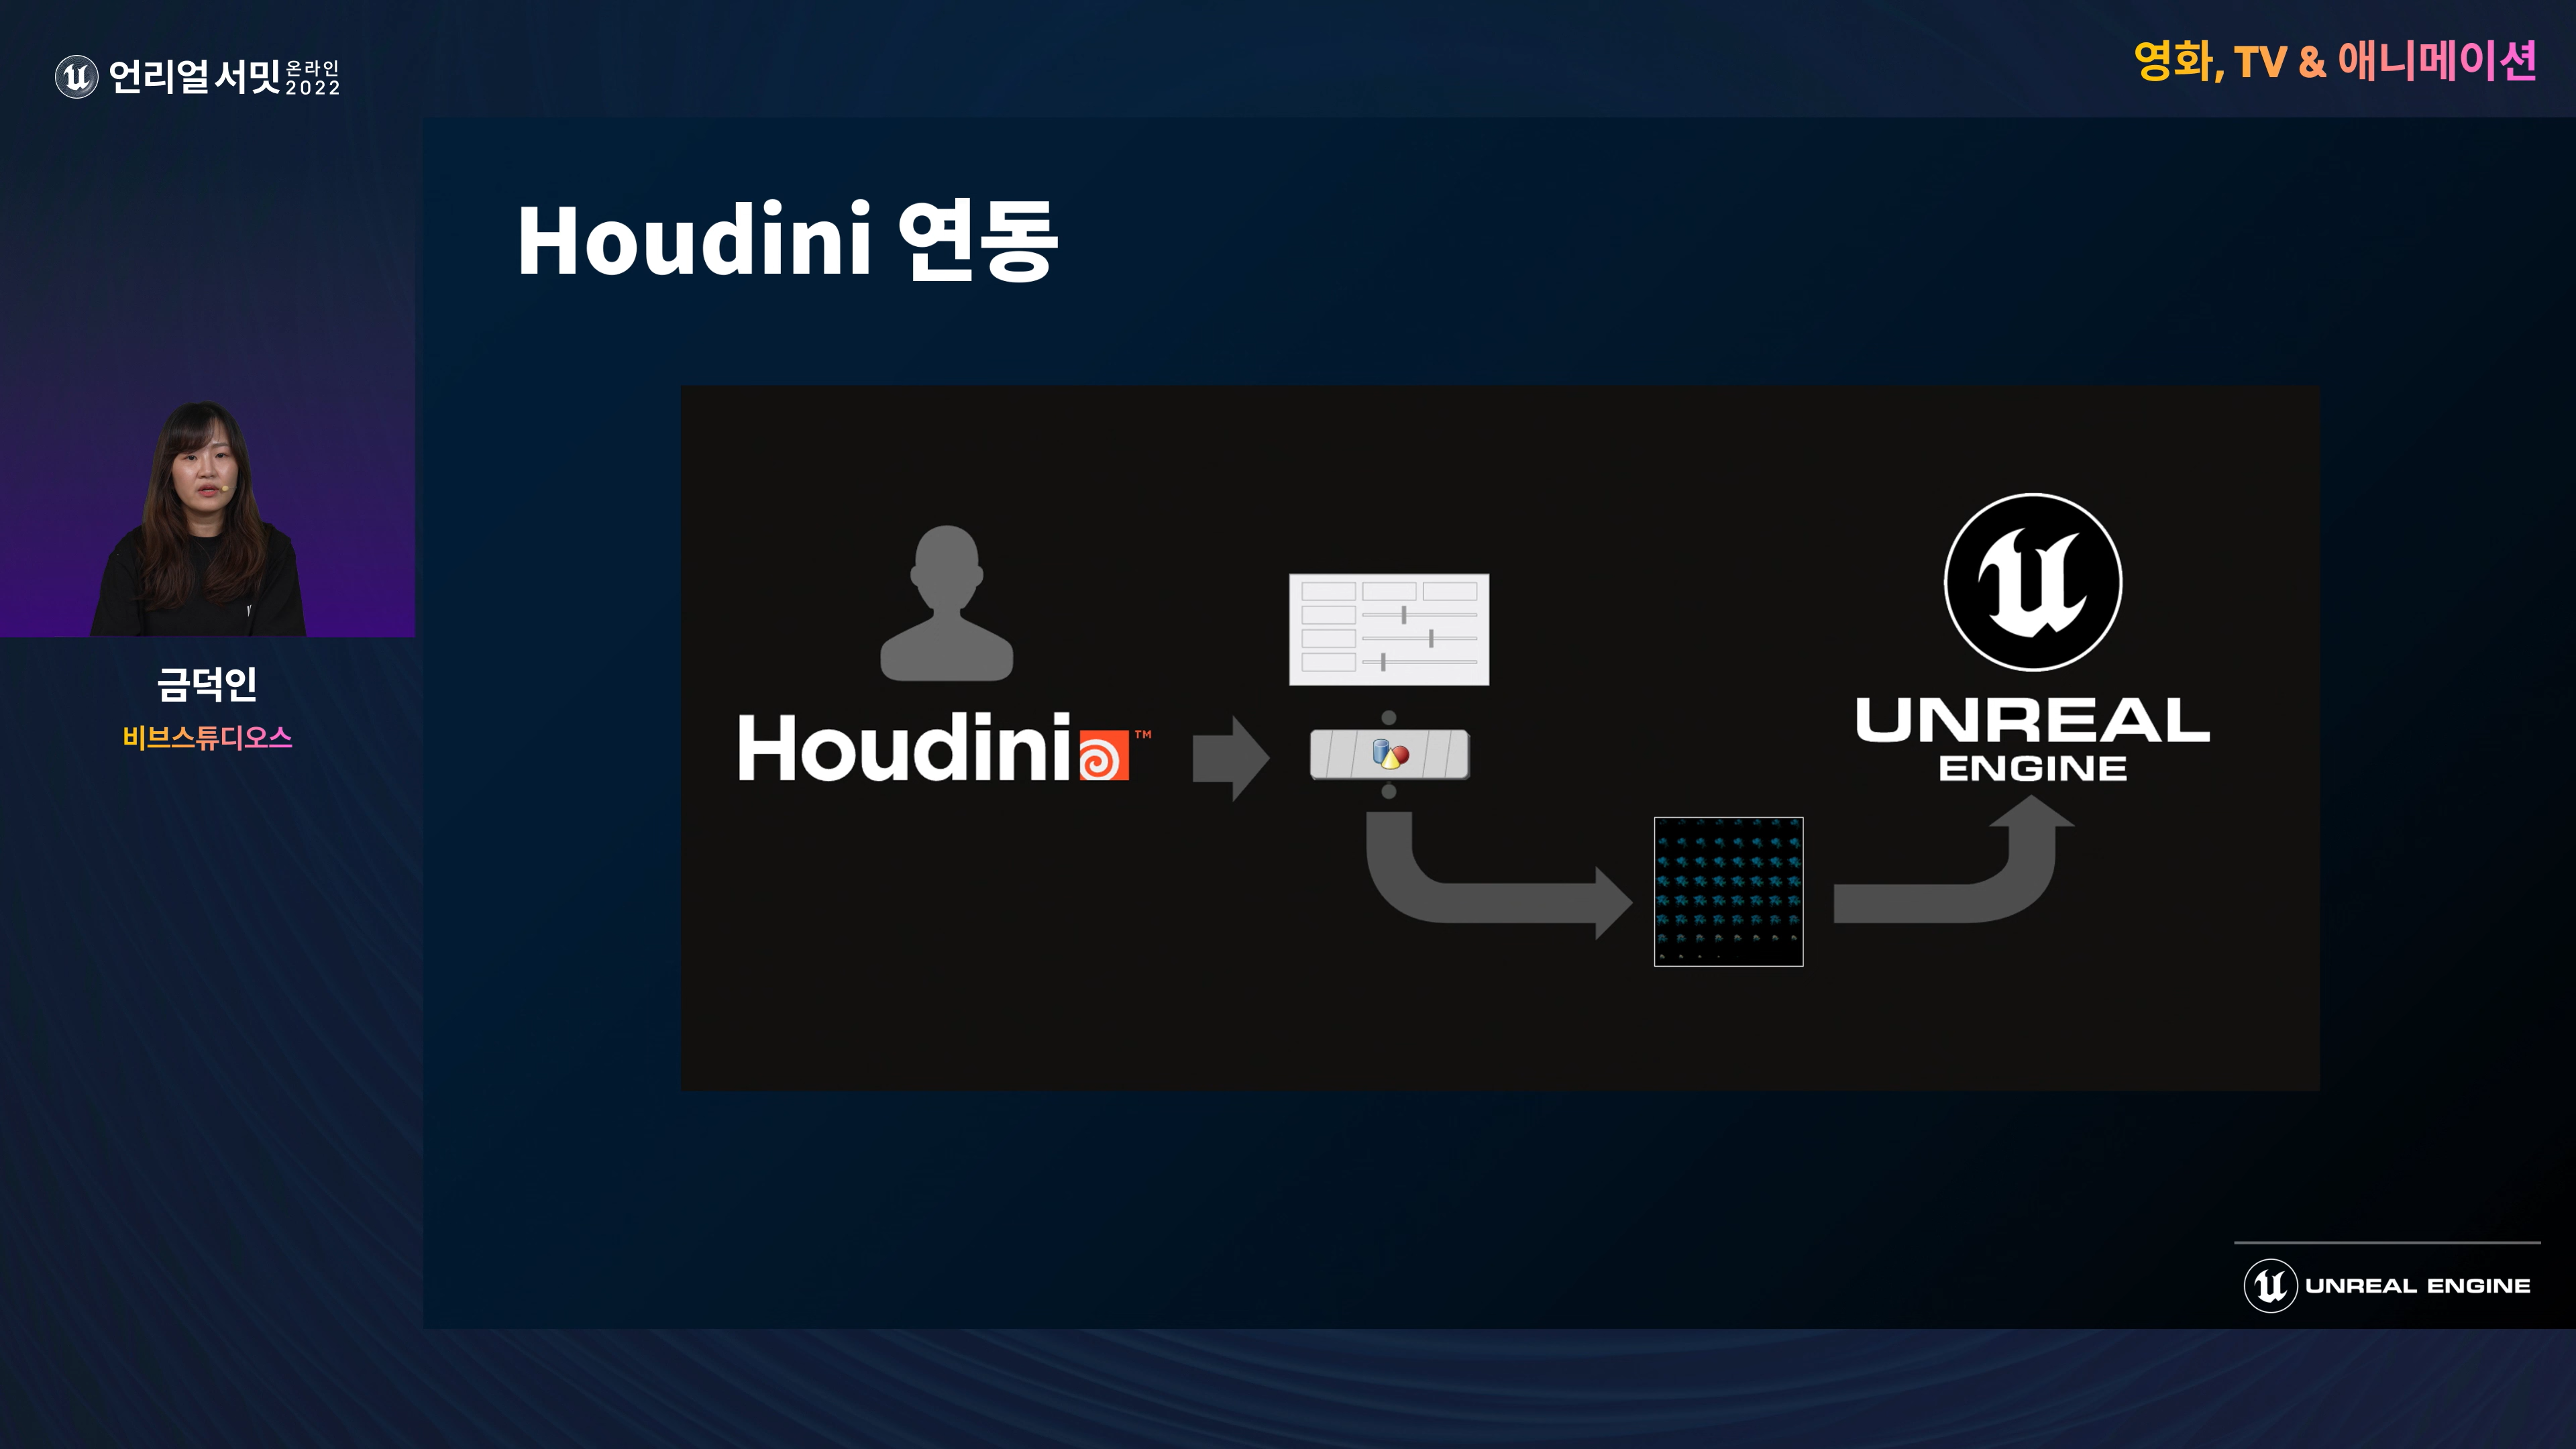 언리얼 서밋 온라인 2022
영화, TV & 애니메이션
Houdini 연동
금덕인
비브스튜디오스
Houdini™
UNREAL
ENGINE
UNREAL ENGINE